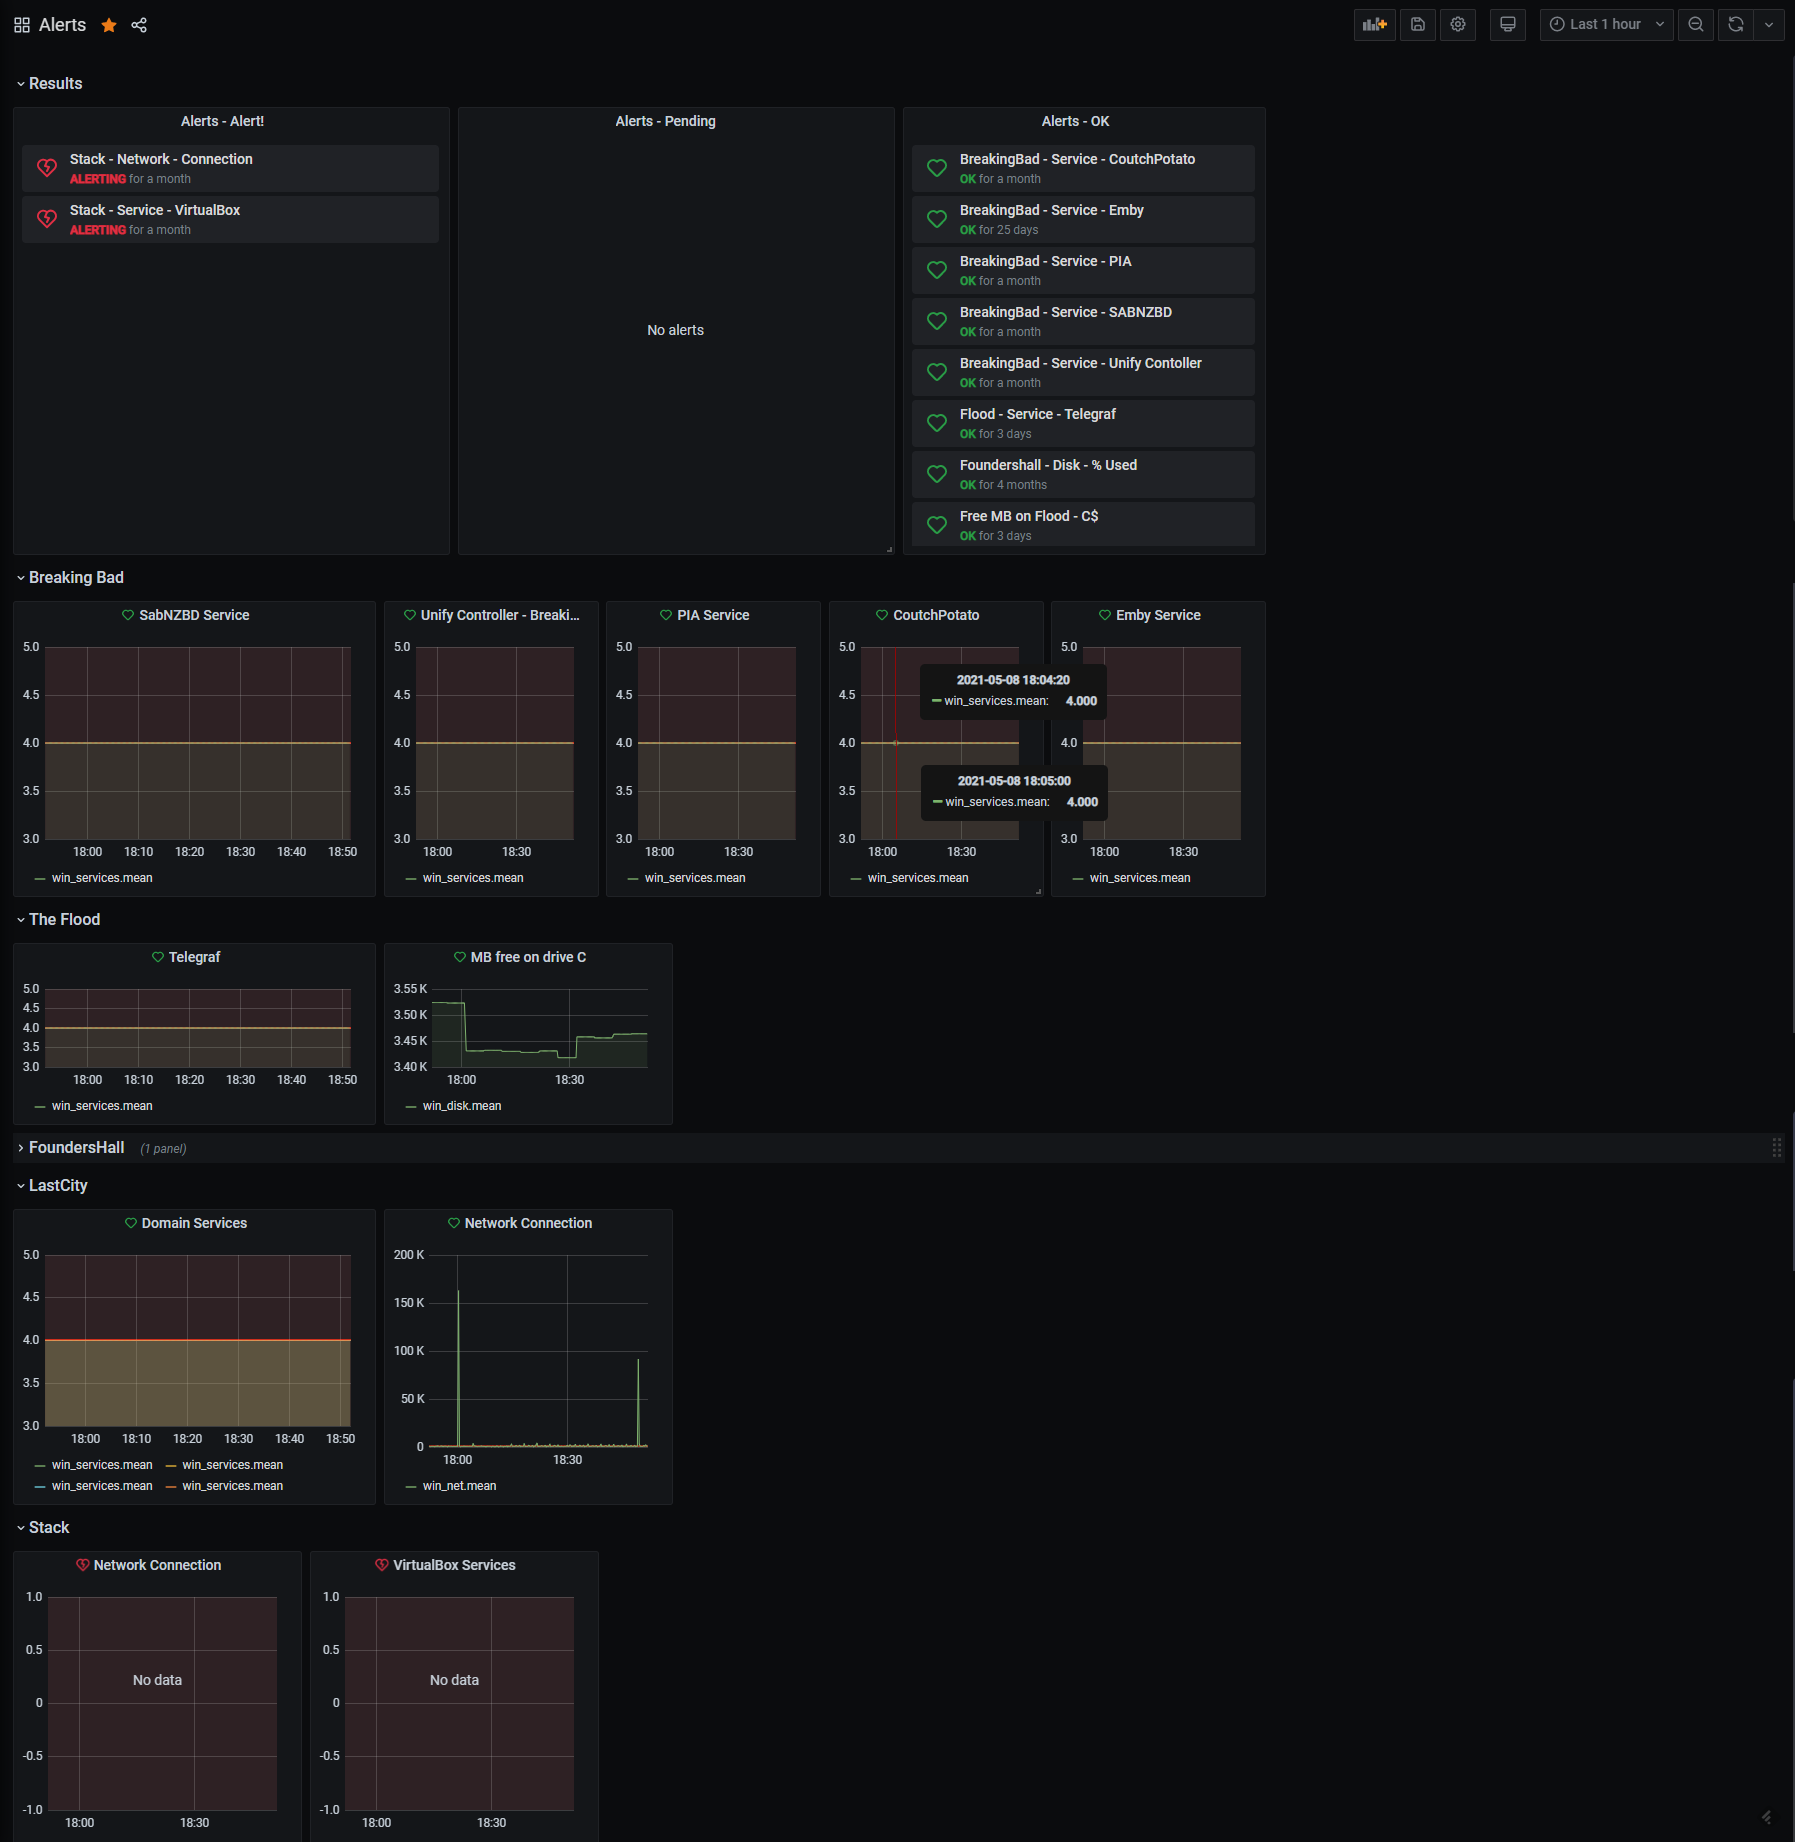 Alerts
Last 1 hour
Results
Alerts - Alert!
Stack - Network - Connection
ALERTING for a month
Stack - Service - VirtualBox
ALERTING for a month
Alerts - Pending
No alerts
Alerts - OK
BreakingBad - Service - CoutchPotato
OK for a month
BreakingBad - Service - Emby
OK for 25 days
BreakingBad - Service - PIA
OK for a month
BreakingBad - Service - SABNZBD
OK for a month
BreakingBad - Service - Unify Contoller
OK for a month
Flood - Service - Telegraf
OK for 3 days
Foundershall - Disk - % Used
OK for 4 months
Free MB on Flood - C$
OK for 3 days
Breaking Bad
SabNZBD Service
5.0
4.5
4.0
3.5
3.0
18:00 18:10 18:20 18:30 18:40 18:50
win_services.mean
Unify Controller - Breaki...
5.0
4.5
4.0
3.5
3.0
18:00 18:30
win_services.mean
PIA Service
5.0
4.5
4.0
3.5
3.0
18:00 18:30
win_services.mean
CoutchPotato
5.0
4.5
4.0
3.5
3.0
18:00 18:30
win_services.mean
2021-05-08 18:04:20
win_services.mean: 4.000
2021-05-08 18:05:00
win_services.mean: 4.000
Emby Service
5.0
4.0
3.0
18:00 18:30
win_services.mean
The Flood
Telegraf
5.0
4.5
4.0
3.5
3.0
18:00 18:10 18:20 18:30 18:40 18:50
win_services.mean
MB free on drive C
3.55 K
3.50 K
3.45 K
3.40 K
18:00 18:30
win_disk.mean
FoundersHall (1 panel)
LastCity
Domain Services
5.0
4.5
4.0
3.5
3.0
18:00 18:10 18:20 18:30 18:40 18:50
win_services.mean win_services.mean
win_services.mean win_services.mean
Network Connection
200 K
150 K
100 K
50 K
0
18:00 18:30
win_net.mean
Stack
Network Connection
1.0
0.5
No data
0
-0.5
-1.0
18:00 18:30
VirtualBox Services
1.0
0.5
No data
0
-0.5
-1.0
18:00 18:30